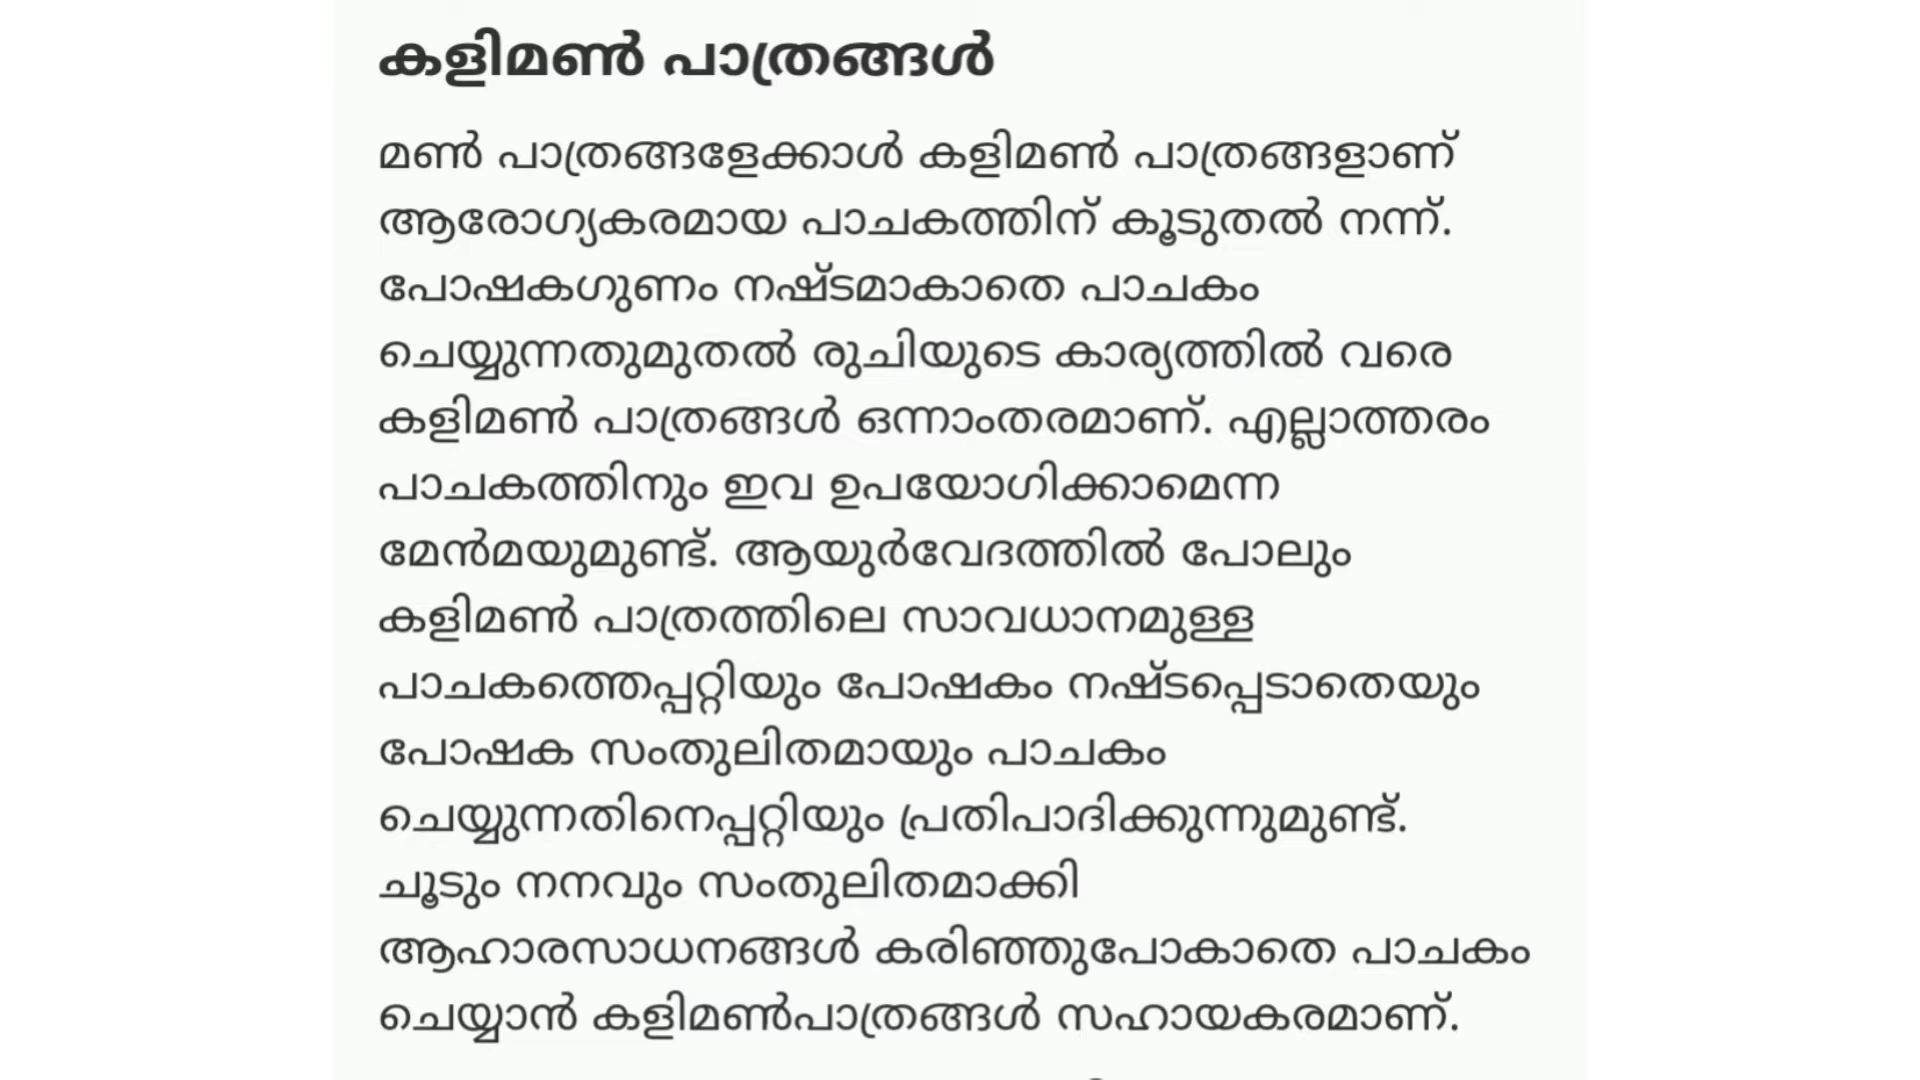 കളിമൺ പാത്രങ്ങൾ
മൺ പാത്രങ്ങളേക്കാൾ കളിമൺ പാത്രങ്ങളാണ്
ആരോഗ്യകരമായ പാചകത്തിന് കൂടുതൽ നന്ന്.
പോഷകഗുണം നഷ്ടമാകാതെ പാചകം
ചെയ്യുന്നതുമുതൽ രുചിയുടെ കാര്യത്തിൽ വരെ
കളിമൺ പാത്രങ്ങൾ ഒന്നാംതരമാണ്. എല്ലാത്തരം
പാചകത്തിനും ഇവ ഉപയോഗിക്കാമെന്ന
മേൻമയുമുണ്ട്. ആയുർവേദത്തിൽ പോലും
കളിമൺ പാത്രത്തിലെ സാവധാനമുള്ള
പാചകത്തെപ്പറ്റിയും പോഷകം നഷ്ടപ്പെടാതെയും
പോഷക സംതുലിതമായും പാചകം
ചെയ്യുന്നതിനെപ്പറ്റിയും പ്രതിപാദിക്കുന്നുമുണ്ട്.
ചൂടും നനവും സംതുലിതമാക്കി
ആഹാരസാധനങ്ങൾ കരിഞ്ഞുപോകാതെ പാചകം
ചെയ്യാൻ കളിമൺപാത്രങ്ങൾ സഹായകരമാണ്.